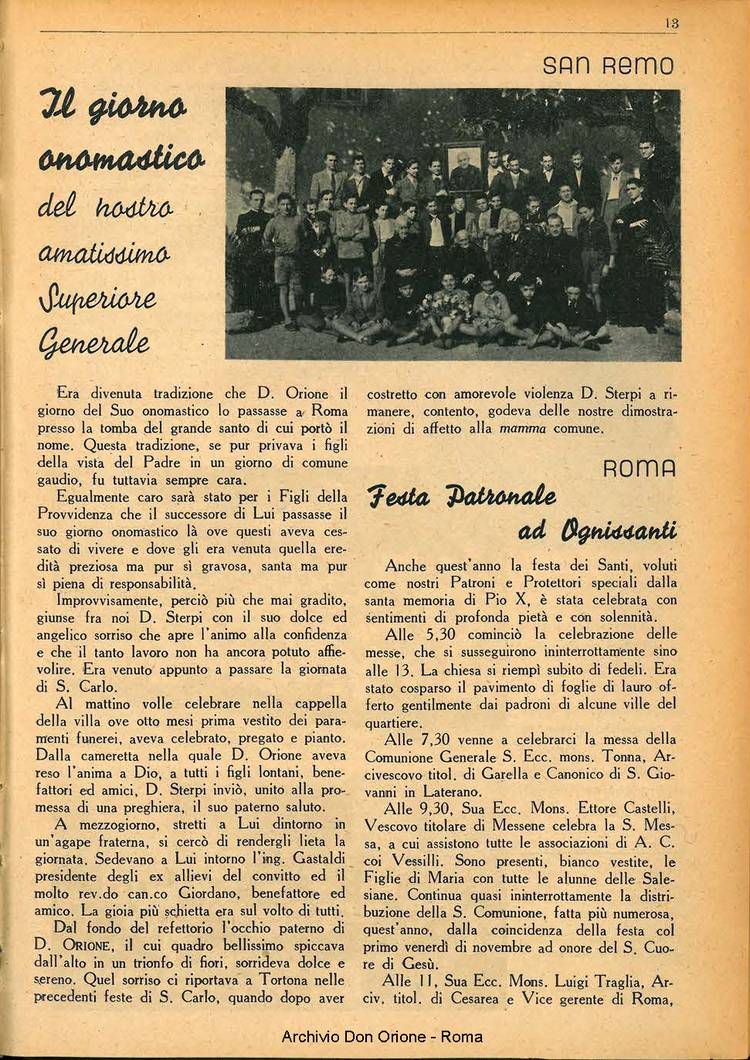 13
SAN REMO
Il giorno
onomastico
del nostro
amatissimo
Superiore
Generale
Era divenuta tradizione che D. Orione il
giorno del Suo onomastico lo passasse a Roma
presso la tomba del grande santo di cui portò il
nome. Questa tradizione, se pur privava i figli
della vista del Padre in un giorno di comune
gaudio, fu tuttavia sempre cara.
Egualmente caro sarà stato per i Figli della
Provvidenza che il successore di Lui passasse il
suo giorno onomastico là ove questi aveva ces-
sato di vivere e dove gli era venuta quella ere-
dità preziosa ma pur sì gravosa, santa ma pur
sì piena di responsabilità.
Improvvisamente, perciò più che mai gradito,
giunse fra noi D. Sterpi con il suo dolce ed
angelico sorriso che apre l'animo alla confidenza
e che il tanto lavoro non ha ancora potuto affie-
volire. Era venuto appunto a passare la giornata
di S. Carlo.
Al mattino volle celebrare nella cappella
della villa ove otto mesi prima vestito dei para-
menti funerei, aveva celebrato, pregato e pianto.
Dalla cameretta nella quale D. Orione aveva
reso l'anima a Dio, a tutti i figli lontani, bene-
fattori ed amici, D. Sterpi inviò, unito alla pro-
messa di una preghiera, il suo paterno saluto.
A mezzogiorno, stretti a Lui dintorno in
un'agape fraterna, si cercò di rendergli lieta la
giornata. Sedevano a Lui intorno l'ing. Gastaldi
presidente degli ex allievi del convitto ed il
molto rev.do can.co Giordano, benefattore ed
amico. La gioia più schietta era sul volto di tutti.
Dal fondo del refettorio l'occhio paterno di
D. ORIONE, il cui quadro bellissimo spiccava
dall'alto in un trionfo di fiori, sorrideva dolce e
sereno. Quel sorriso ci riportava a Tortona nelle
precedenti feste di S. Carlo, quando dopo aver
costretto con amorevole violenza D. Sterpi a ri-
manere, contento, godeva delle nostre dimostra-
zioni di affetto alla mamma comune.
ROMA
Festa Patronale
ad Ognissanti
Anche quest'anno la festa dei Santi, voluti
come nostri Patroni e Protettori speciali dalla
santa memoria di Pio X, è stata celebrata con
sentimenti di profonda pietà e con solennità.
Alle 5,30 cominciò la celebrazione delle
messe, che si susseguirono ininterrottamente sino
alle 13. La chiesa si riempì subito di fedeli. Era
stato cosparso il pavimento di foglie di lauro of-
ferto gentilmente dai padroni di alcune ville del
quartiere.
Alle 7,30 venne a celebrarci la messa della
Comunione Generale S. Ecc. mons. Tonna, Ar-
civescovo titol. di Garella e Canonico di S. Gio-
vanni in Laterano.
Alle 9,30, Sua Ecc. Mons. Ettore Castelli,
Vescovo titolare di Messene celebra la S. Mes-
sa, a cui assistono tutte le associazioni di A. C.
coi Vessilli. Sono presenti, bianco vestite, le
Figlie di Maria con tutte le alunne delle Sale-
siane. Continua quasi ininterrottamente la distri-
buzione della S. Comunione, fatta più numerosa,
quest'anno, dalla coincidenza della festa col
primo venerdì di novembre ad onore del S. Cuo-
re di Gesù.
Alle 11, Sua Ecc. Mons. Luigi Traglia, Ar-
civ. titol. di Cesarea e Vice gerente di Roma,
Archivio Don Orione - Roma